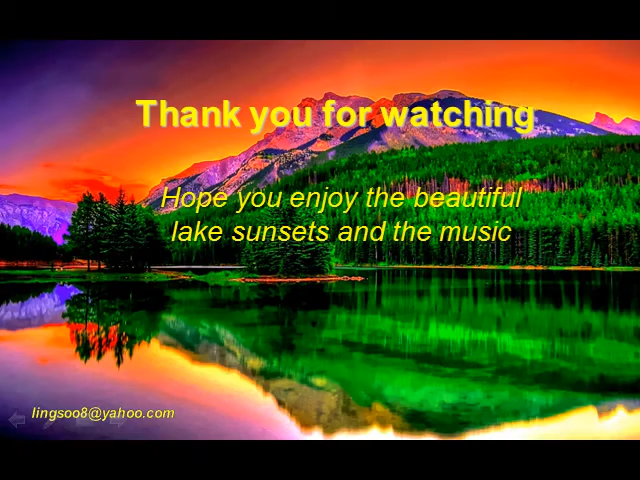 Thank you for watching
Hope you enjoy the beautiful
lake sunsets and the music
lingsoo8@yahoo.com